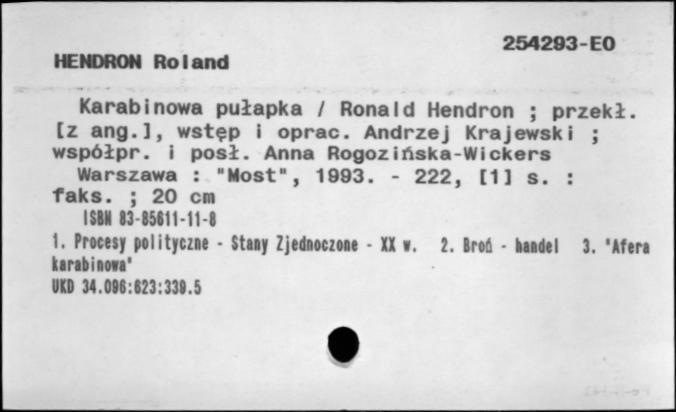 254293-EO
HENDRON Roland
Karabinowa pułapka / Ronald Hendron ; przekł.
[z ang.], wstęp i oprac. Andrzej Krajewski ;
współpr. i posł. Anna Rogozińska-Wickers
Warszawa : "Most", 1993. - 222, [1] s. :
faks. ; 20 cm
ISBN 83-85611-11-8
1. Procesy polityczne - Stany Zjednoczone - XX w. 2. Broń - handel 3. "Afera
karabinowa"
UKD 34.096:623:339.5